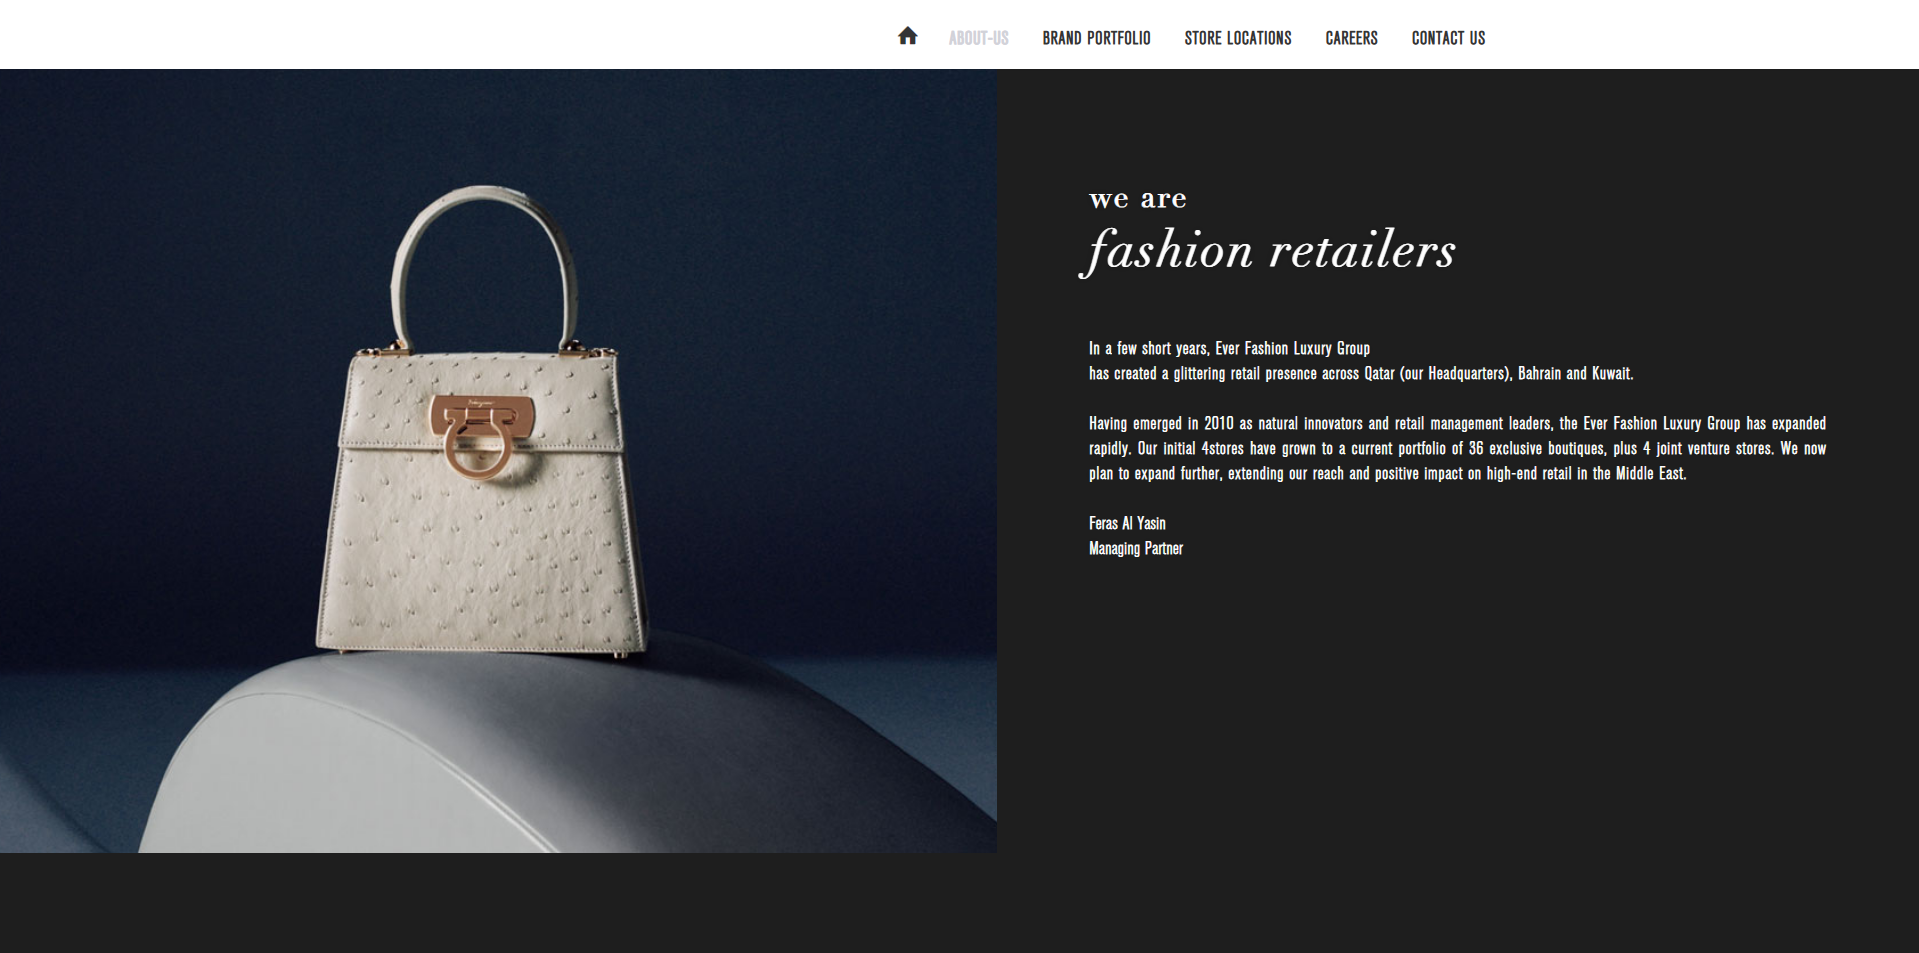 ABOUT-US BRAND PORTFOLIO STORE LOCATIONS CAREERS CONTACT US
we are
fashion retailers
In a few short years, Ever Fashion Luxury Group
has created a glittering retail presence across Qatar (our Headquarters), Bahrain and Kuwait.
Having emerged in 2010 as natural innovators and retail management leaders, the Ever Fashion Luxury Group has expanded
rapidly. Our initial 4stores have grown to a current portfolio of 36 exclusive boutiques, plus 4 joint venture stores. We now
plan to expand further, extending our reach and positive impact on high-end retail in the Middle East.
Feras Al Yasin
Managing Partner